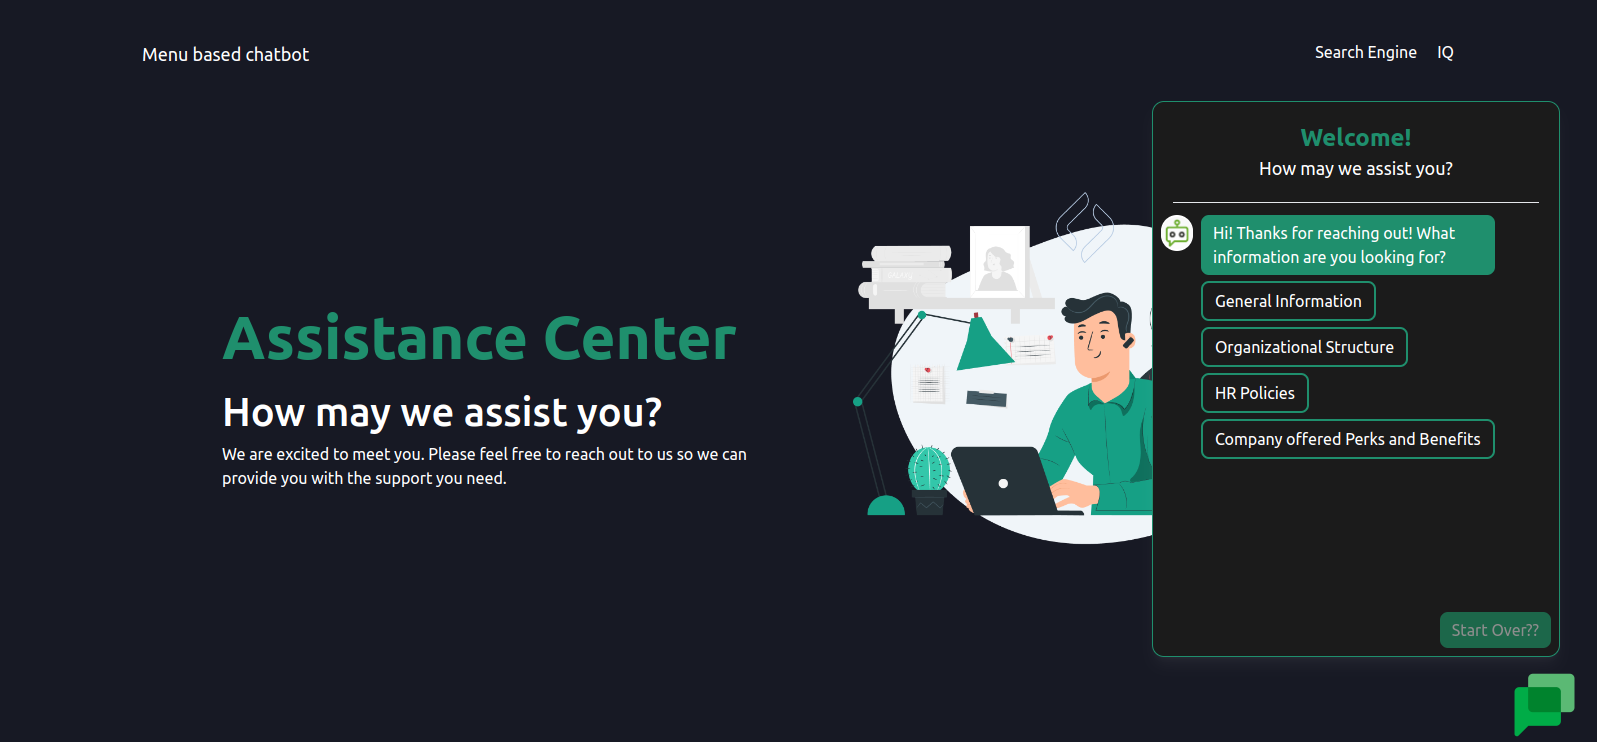 Menu based chatbot
Search Engine
IQ
Assistance Center
How may we assist you?
We are excited to meet you. Please feel free to reach out to us so we can
provide you with the support you need.
Welcome!
How may we assist you?
Hi! Thanks for reaching out! What
information are you looking for?
General Information
Organizational Structure
HR Policies
Company offered Perks and Benefits
Start Over??